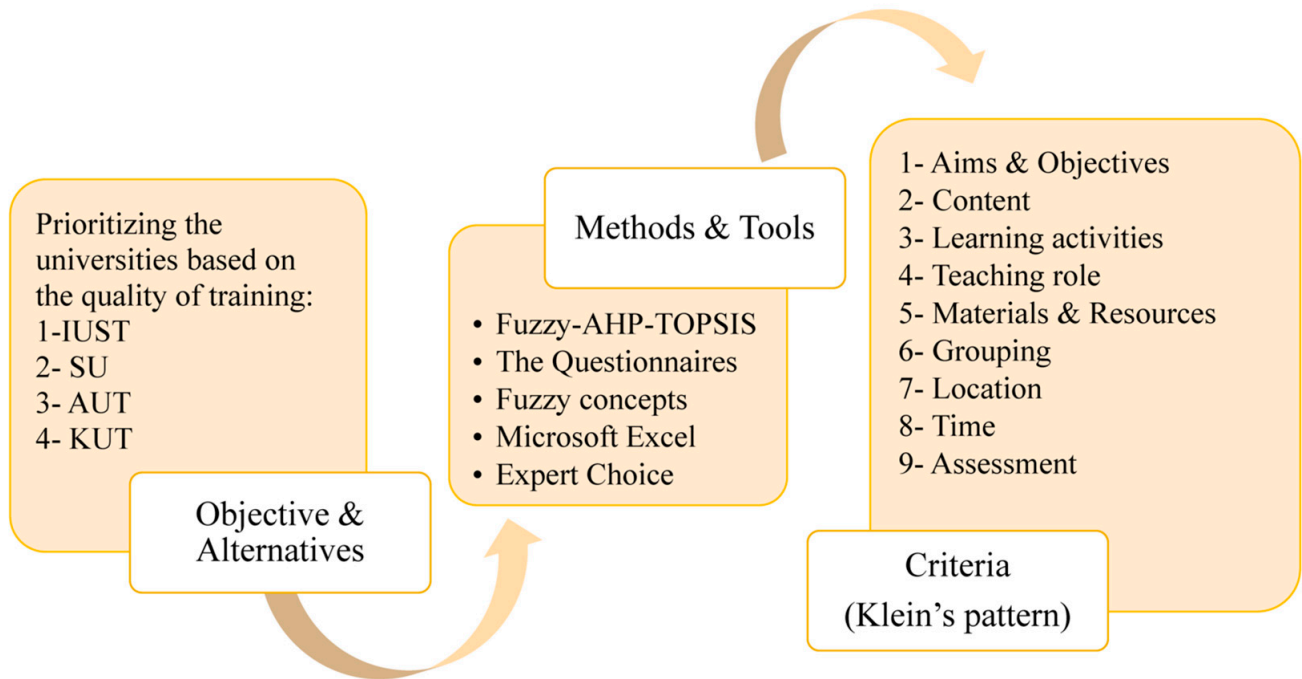 Prioritizing the
universities based on
the quality of training:
1-IUST
2- SU
3- AUT
4- KUT
Objective &
Alternatives
Methods & Tools
• Fuzzy-AHP-TOPSIS
• The Questionnaires
• Fuzzy concepts
• Microsoft Excel
• Expert Choice
1- Aims & Objectives
2- Content
3- Learning activities
4- Teaching role
5- Materials & Resources
6- Grouping
7- Location
8- Time
9- Assessment
Criteria
(Klein’s pattern)